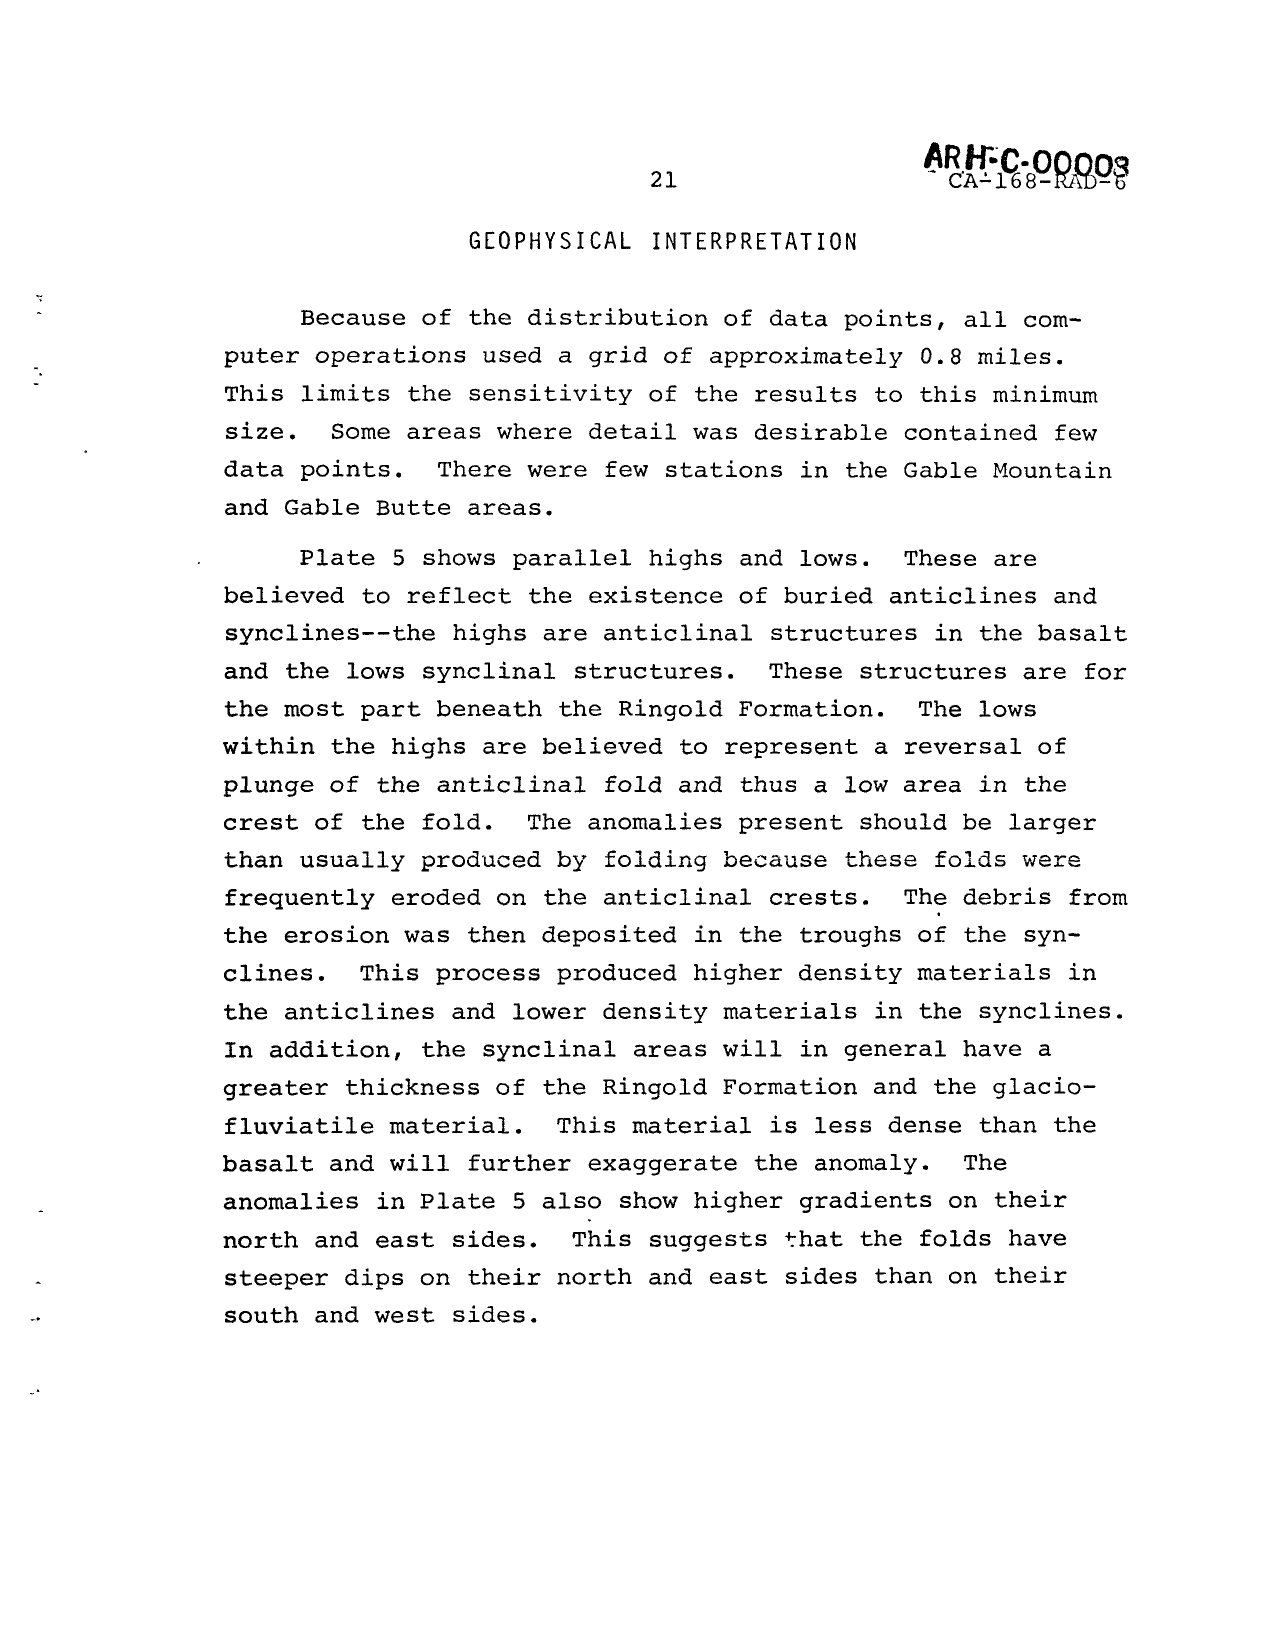 ARH-C-00003
21 CA-168-RAD-6
GEOPHYSICAL INTERPRETATION
Because of the distribution of data points, all com-
puter operations used a grid of approximately 0.8 miles.
This limits the sensitivity of the results to this minimum
size. Some areas where detail was desirable contained few
data points. There were few stations in the Gable Mountain
and Gable Butte areas.
Plate 5 shows parallel highs and lows. These are
believed to reflect the existence of buried anticlines and
synclines--the highs are anticlinal structures in the basalt
and the lows synclinal structures. These structures are for
the most part beneath the Ringold Formation. The lows
within the highs are believed to represent a reversal of
plunge of the anticlinal fold and thus a low area in the
crest of the fold. The anomalies present should be larger
than usually produced by folding because these folds were
frequently eroded on the anticlinal crests. The debris from
the erosion was then deposited in the troughs of the syn-
clines. This process produced higher density materials in
the anticlines and lower density materials in the synclines.
In addition, the synclinal areas will in general have a
greater thickness of the Ringold Formation and the glacio-
fluviatile material. This material is less dense than the
basalt and will further exaggerate the anomaly. The
anomalies in Plate 5 also show higher gradients on their
north and east sides. This suggests that the folds have
steeper dips on their north and east sides than on their
south and west sides.